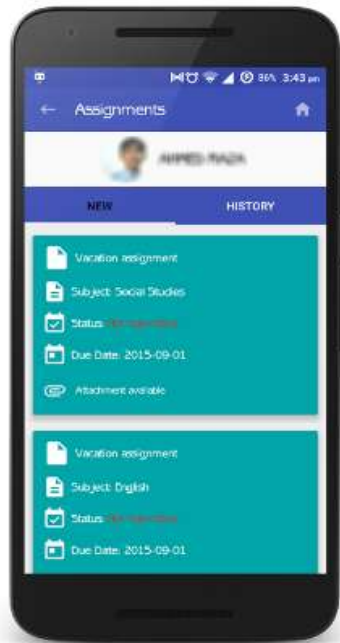 86% 3:43 pm
Assignments
NEW
HISTORY
Vacation assignment
Subject: Social Studies
Status:
Due Date: 2015-09-01
Attachment available
Vacation assignment
Subject: English
Status:
Due Date: 2015-09-01